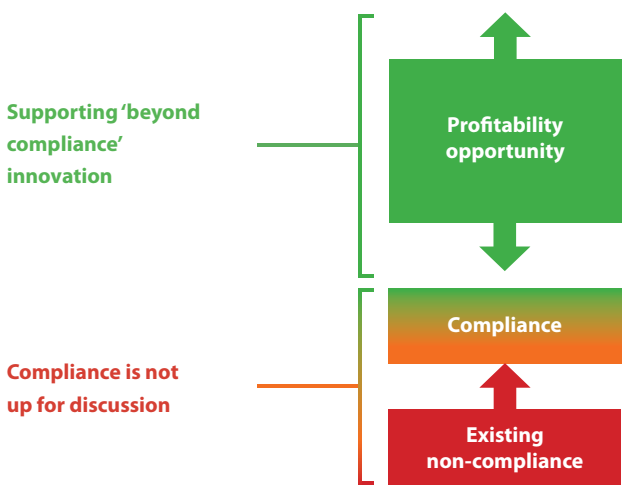 Supporting ‘beyond
compliance’
innovation
Profitability
opportunity
Compliance
Compliance is not
up for discussion
Existing
non-compliance